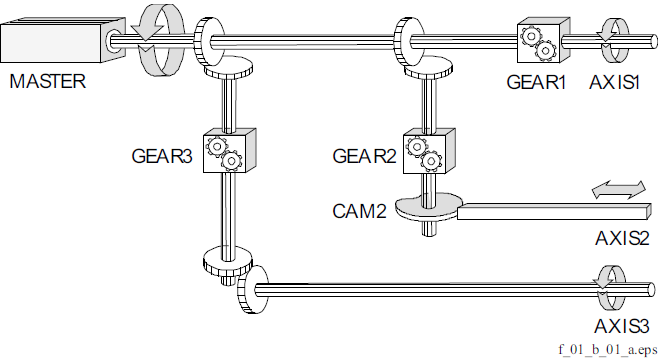 MASTER
GEAR1
AXIS1
GEAR3
GEAR2
CAM2
AXIS2
AXIS3
f_01_b_01_a.eps